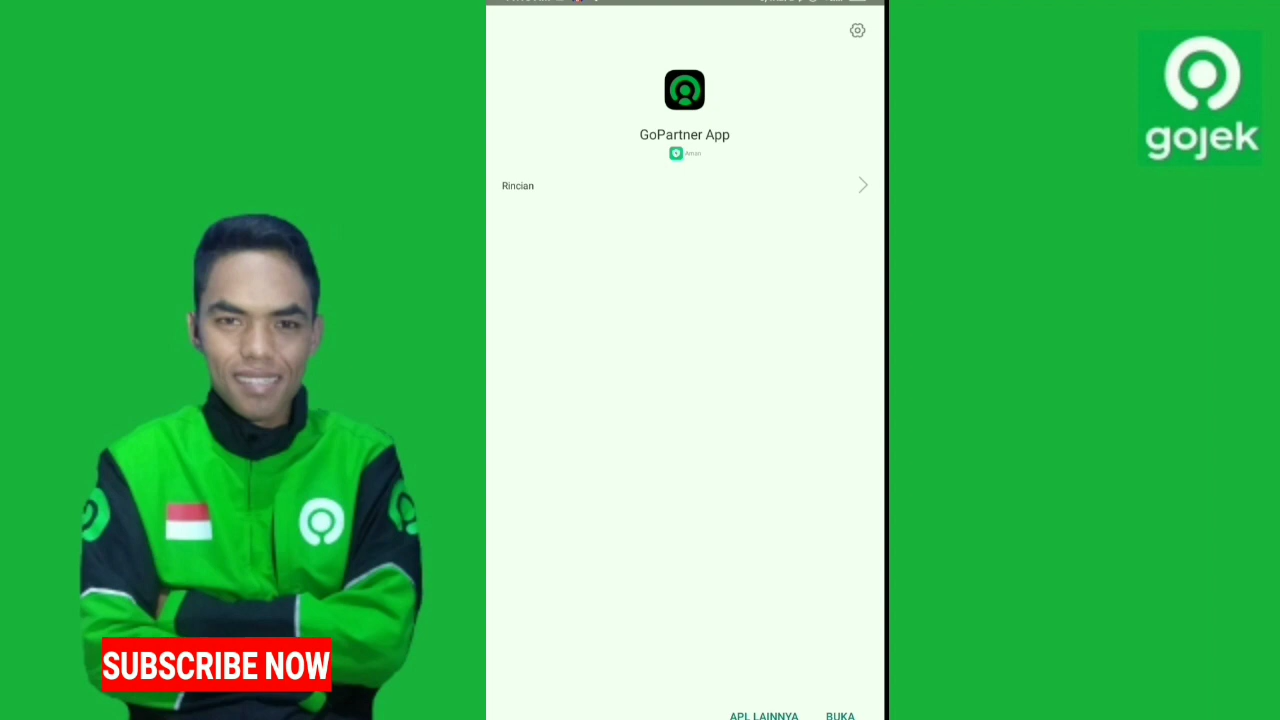 gojek
GoPartner App
Aman
Rincian
SUBSCRIBE NOW
APL LAINNYA
BUKA